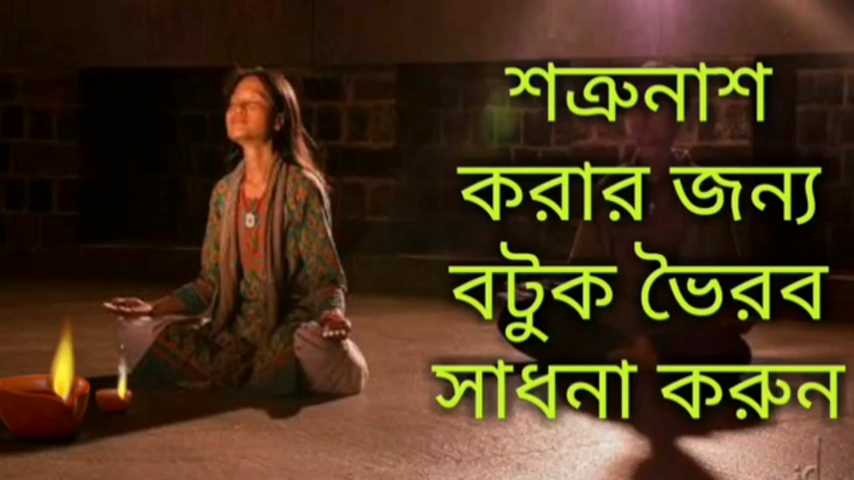 শত্রুনাশ
করার জন্য
বটুক ভৈরব
সাধনা করুন